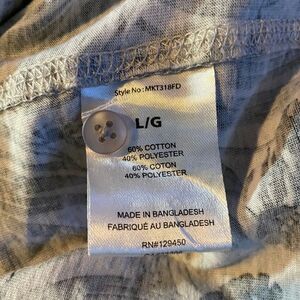 Style No: MKT318FD
L/G
60% COTTON
40% POLYESTER
60% COTON
40% POLYESTER
MADE IN BANGLADESH
FABRIQUÉ AU BANGLADESH
RN#129450